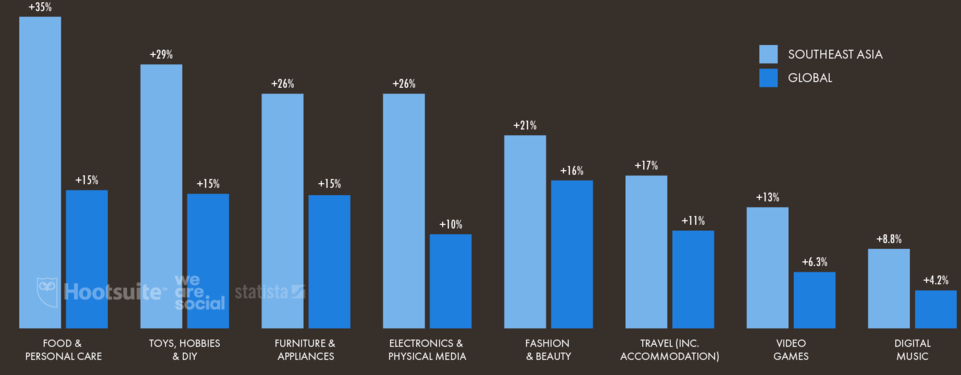 +35%
+15%
+29%
+15%
+26%
+15%
+26%
+10%
+21%
+16%
+17%
+11%
+13%
+6.3%
+8.8%
+4.2%
SOUTHEAST ASIA
GLOBAL
Hootsuite™
we
are
social
statista
FOOD &
PERSONAL CARE
TOYS, HOBBIES
& DIY
FURNITURE &
APPLIANCES
ELECTRONICS &
PHYSICAL MEDIA
FASHION
& BEAUTY
TRAVEL (INC.
ACCOMMODATION)
VIDEO
GAMES
DIGITAL
MUSIC